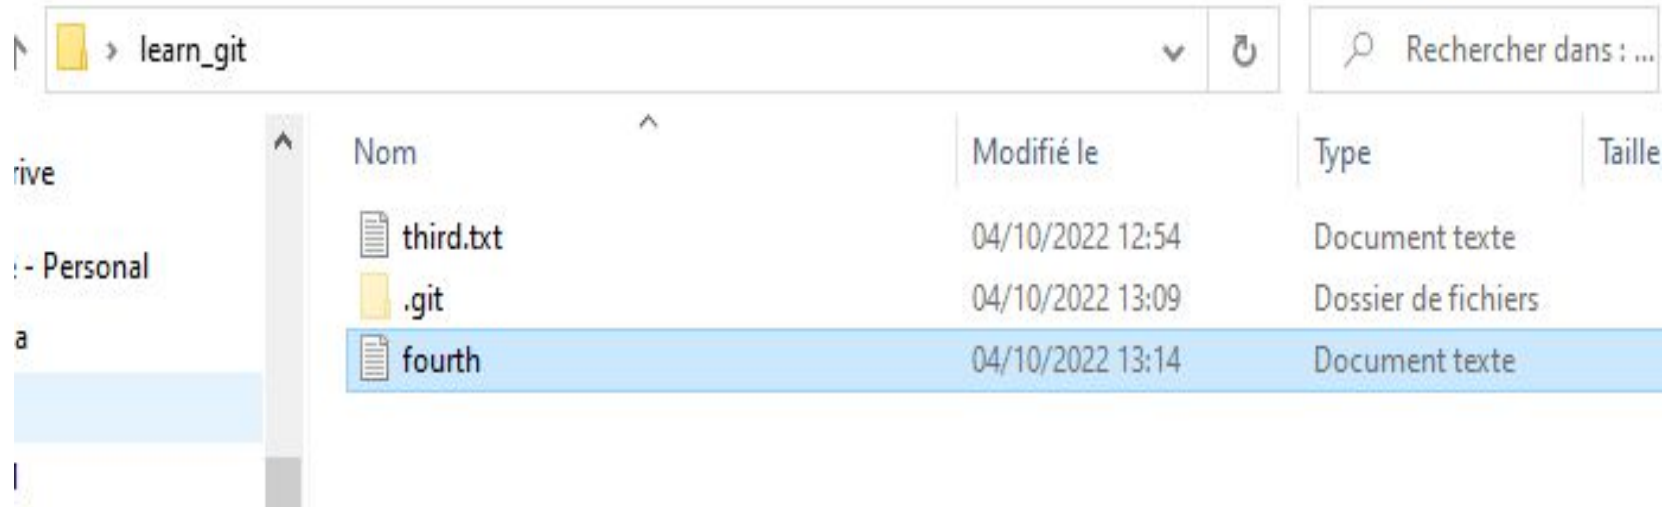 learn_git Rechercher dans : ...
Nom Modifié le Type Taille
rive
third.txt 04/10/2022 12:54 Document texte
- Personal
.git 04/10/2022 13:09 Dossier de fichiers
a
fourth 04/10/2022 13:14 Document texte